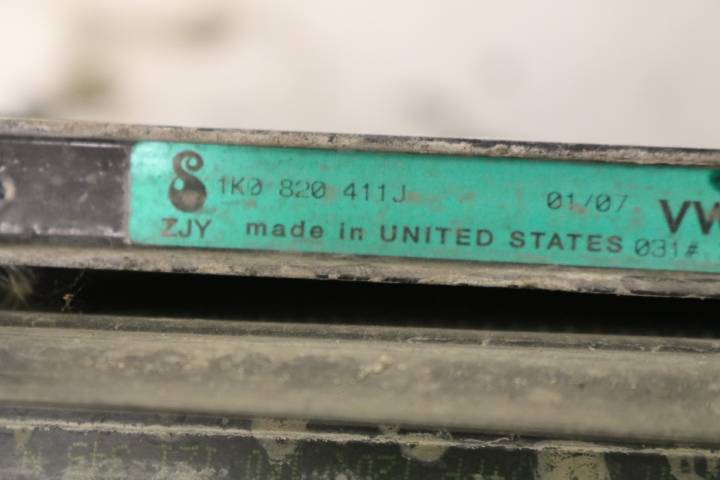 1K0 820 411J 01/07 VW
ZJY made in UNITED STATES 031#